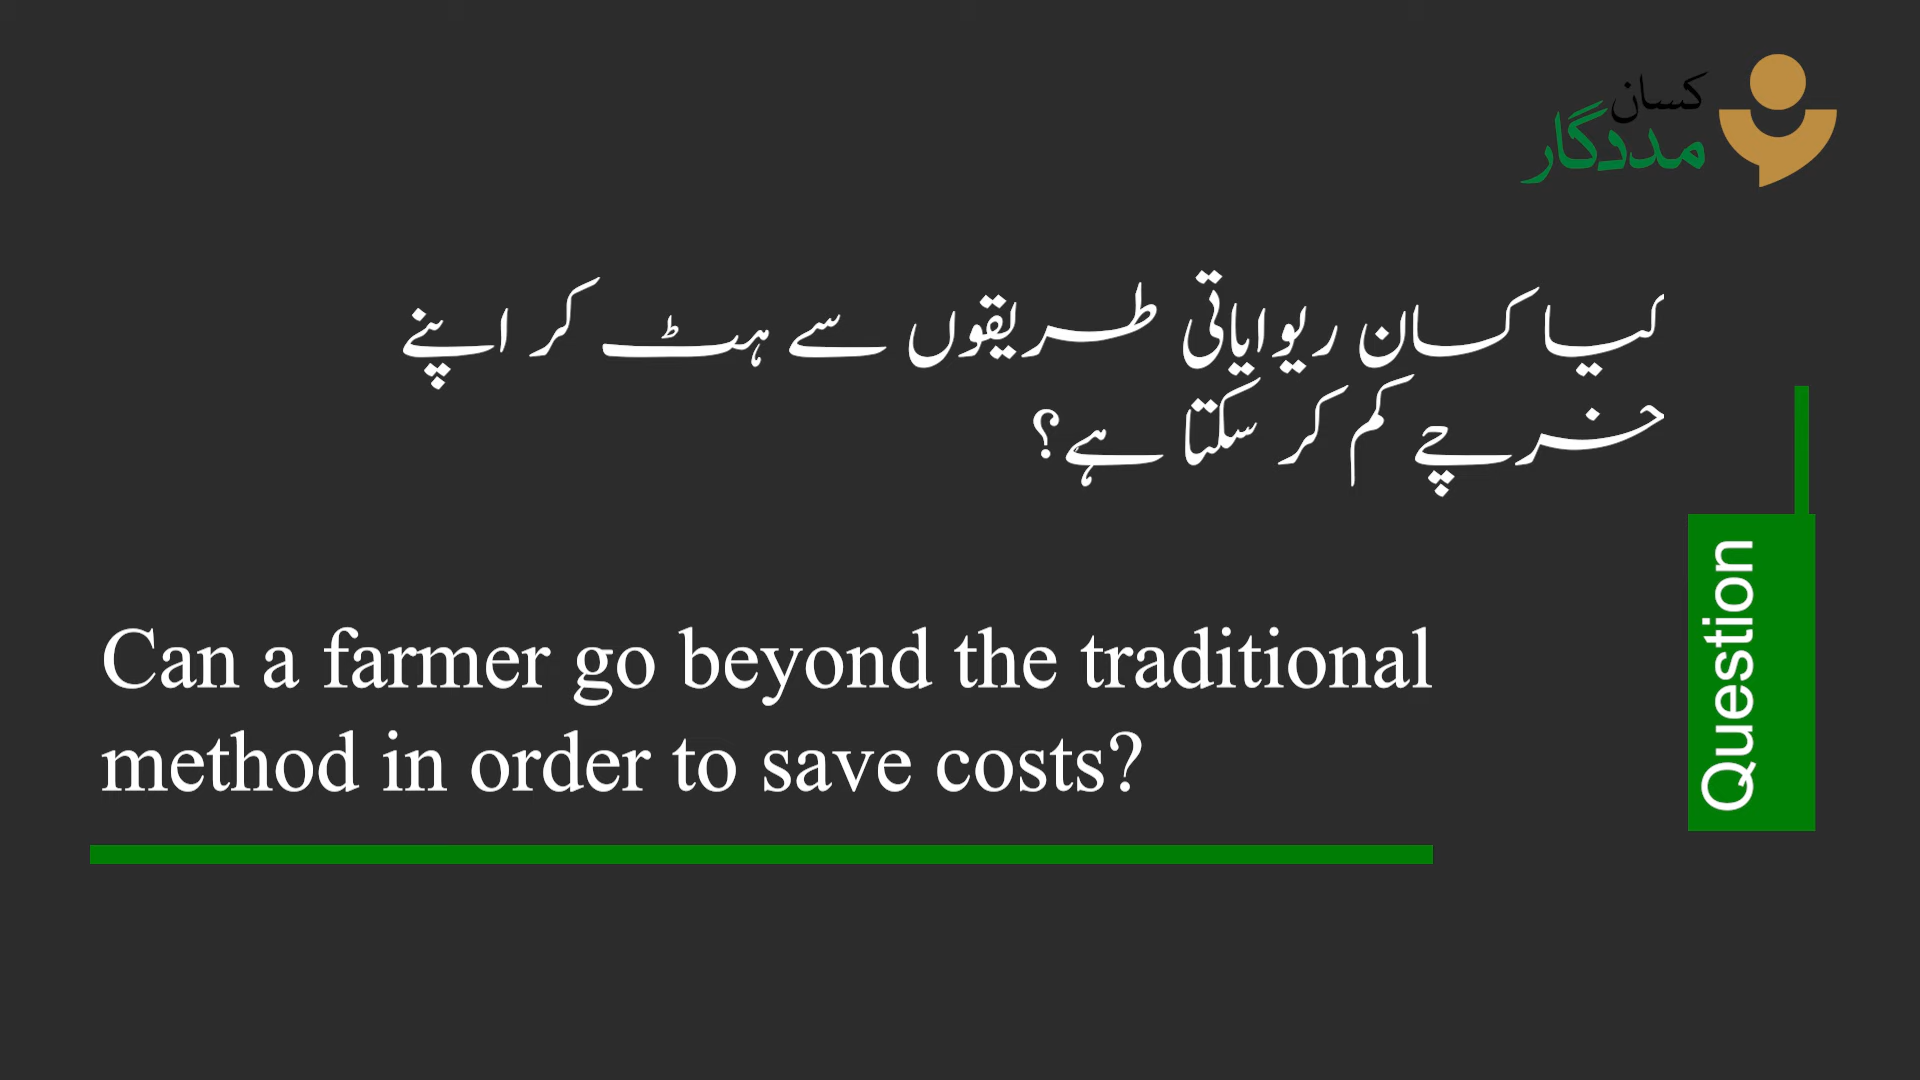 کسان
مددگار
کیا کسان ریوایاتی طریقوں سے ہٹ کر اپنے
خرچے کم کر سکتا ہے؟
Question
Can a farmer go beyond the traditional
method in order to save costs?